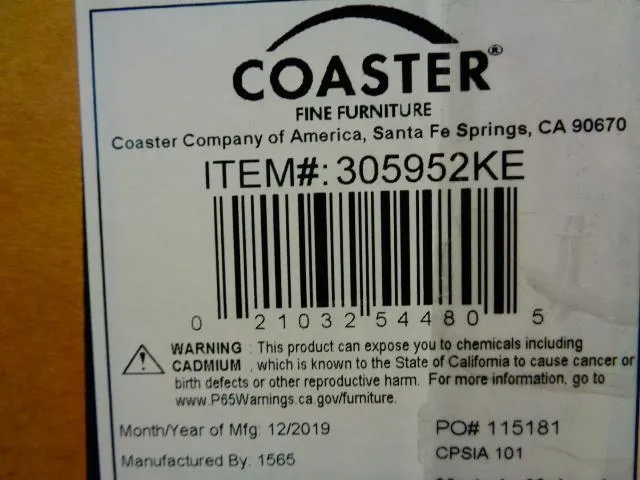 COASTER®
FINE FURNITURE
Coaster Company of America, Santa Fe Springs, CA 90670
ITEM#: 305952KE
0 21032 54480 5
WARNING : This product can expose you to chemicals including
CADMIUM , which is known to the State of California to cause cancer or
birth defects or other reproductive harm. For more information, go to
www.P65Warnings.ca.gov/furniture.
Month/Year of Mfg: 12/2019
PO# 115181
Manufactured By: 1565
CPSIA 101